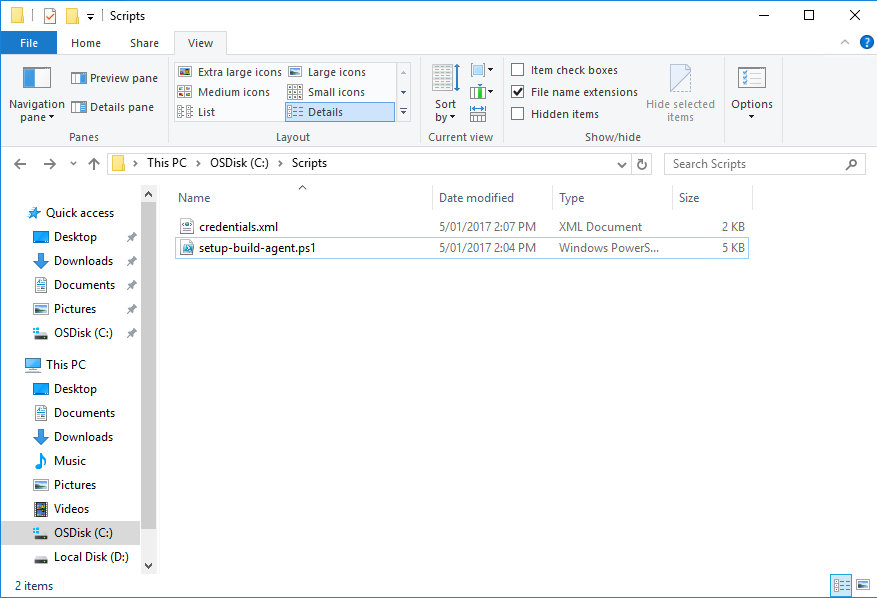 Scripts
File Home Share View
Navigation pane
Preview pane
Details pane
Panes
Extra large icons Large icons
Medium icons Small icons
List Details
Layout
Sort by
Current view
Item check boxes
File name extensions
Hidden items
Hide selected items
Show/hide
Options
This PC OSDisk (C:) Scripts
Search Scripts
Name Date modified Type Size
credentials.xml 5/01/2017 2:07 PM XML Document 2 KB
setup-build-agent.ps1 5/01/2017 2:04 PM Windows PowerS... 5 KB
Quick access
Desktop
Downloads
Documents
Pictures
OSDisk (C:)
This PC
Desktop
Documents
Downloads
Music
Pictures
Videos
OSDisk (C:)
Local Disk (D:)
2 items